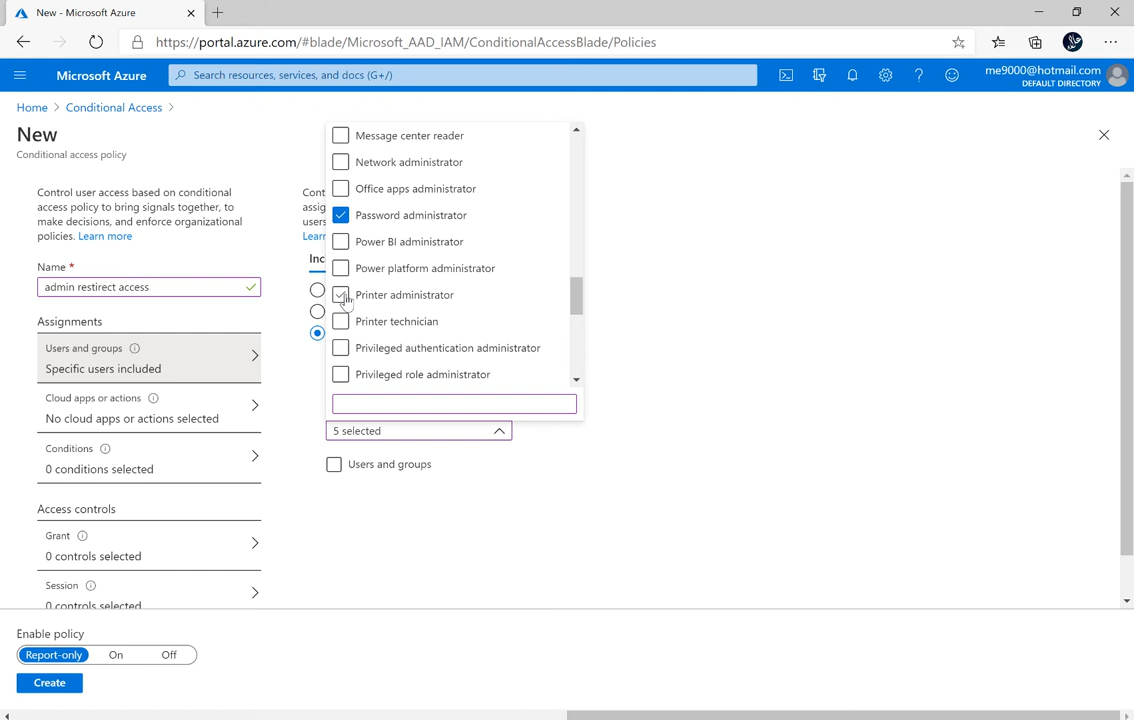 New - Microsoft Azure
https://portal.azure.com/#blade/Microsoft_AAD_IAM/ConditionalAccessBlade/Policies
Microsoft Azure
Search resources, services, and docs (G+/)
me9000@hotmail.com
DEFAULT DIRECTORY
Home > Conditional Access >
New
Conditional access policy
Control user access based on conditional
access policy to bring signals together, to
make decisions, and enforce organizational
policies. Learn more
Name *
admin restirect access
Assignments
Users and groups
Specific users included
Cloud apps or actions
No cloud apps or actions selected
Conditions
0 conditions selected
Access controls
Grant
0 controls selected
Session
0 controls selected
Message center reader
Network administrator
Office apps administrator
Password administrator
Power BI administrator
Power platform administrator
Printer administrator
Printer technician
Privileged authentication administrator
Privileged role administrator
5 selected
Users and groups
Enable policy
Report-only
On
Off
Create